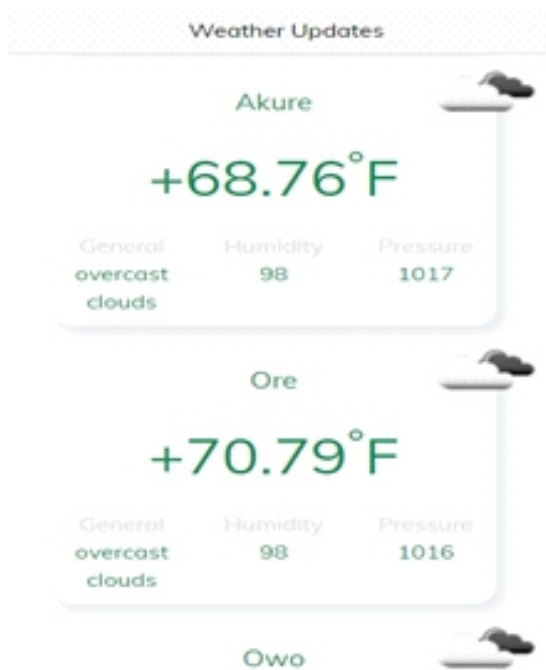 Weather Updates
Akure
+68.76°F
General Humidity Pressure
overcast clouds 98 1017
Ore
+70.79°F
General Humidity Pressure
overcast clouds 98 1016
Owo